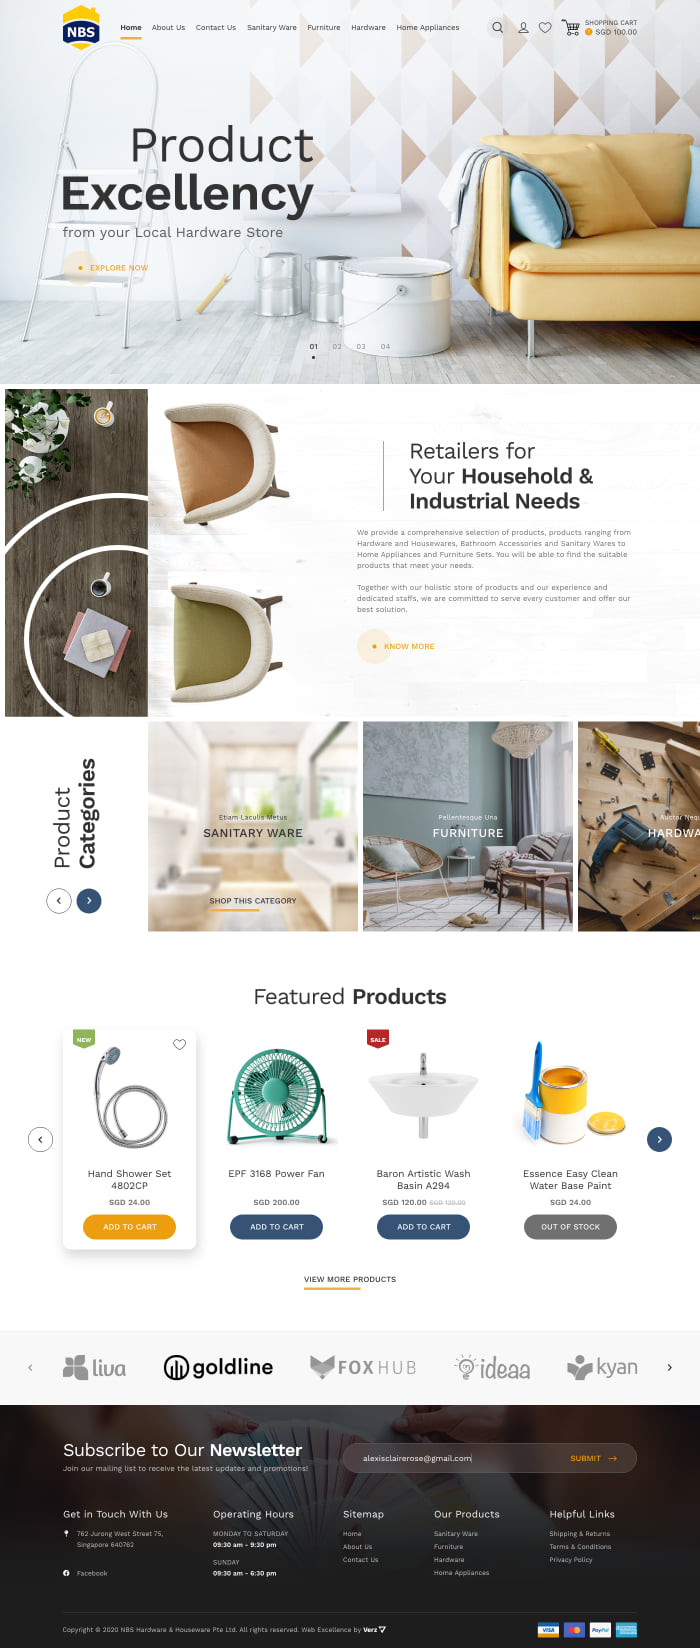 NBS
Home About Us Contact Us Sanitary Ware Furniture Hardware Home Appliances
SHOPPING CART
SGD 100.00
Product
Excellency
from your Local Hardware Store
EXPLORE NOW
01 02 03 04
Retailers for
Your Household &
Industrial Needs
We provide a comprehensive selection of products, products ranging from
Hardware and Housewares, Bathroom Accessories and Sanitary Wares to
Home Appliances and Furniture Sets. You will be able to find the suitable
products that meet your needs.
Together with our holistic store of products and our experience and
dedicated staffs, we are committed to serve every customer and offer our
best solution.
KNOW MORE
Product
Categories
Etiam Laculis Metus
SANITARY WARE
SHOP THIS CATEGORY
Pellentesque Una
FURNITURE
Auctor Nequ
HARDWA
Featured Products
NEW
Hand Shower Set
4802CP
SGD 24.00
ADD TO CART
EPF 3168 Power Fan
SGD 200.00
ADD TO CART
SALE
Baron Artistic Wash
Basin A294
SGD 120.00
ADD TO CART
Essence Easy Clean
Water Base Paint
SGD 24.00
OUT OF STOCK
VIEW MORE PRODUCTS
liva
goldline
FOXHUB
ideaa
kyan
Subscribe to Our Newsletter
Join our mailing list to receive the latest updates and promotions!
alexisclairerose@gmail.com
SUBMIT
Get in Touch With Us
762 Jurong West Street 75,
Singapore 640762
Facebook
Operating Hours
MONDAY TO SATURDAY
09:30 am - 9:30 pm
SUNDAY
09:30 am - 6:30 pm
Sitemap
Home
About Us
Contact Us
Our Products
Sanitary Ware
Furniture
Hardware
Home Appliances
Helpful Links
Shipping & Returns
Terms & Conditions
Privacy Policy
Copyright © 2020 NBS Hardware & Houseware Pte Ltd. All rights reserved. Web Excellence by Verz
VISA
PayPal